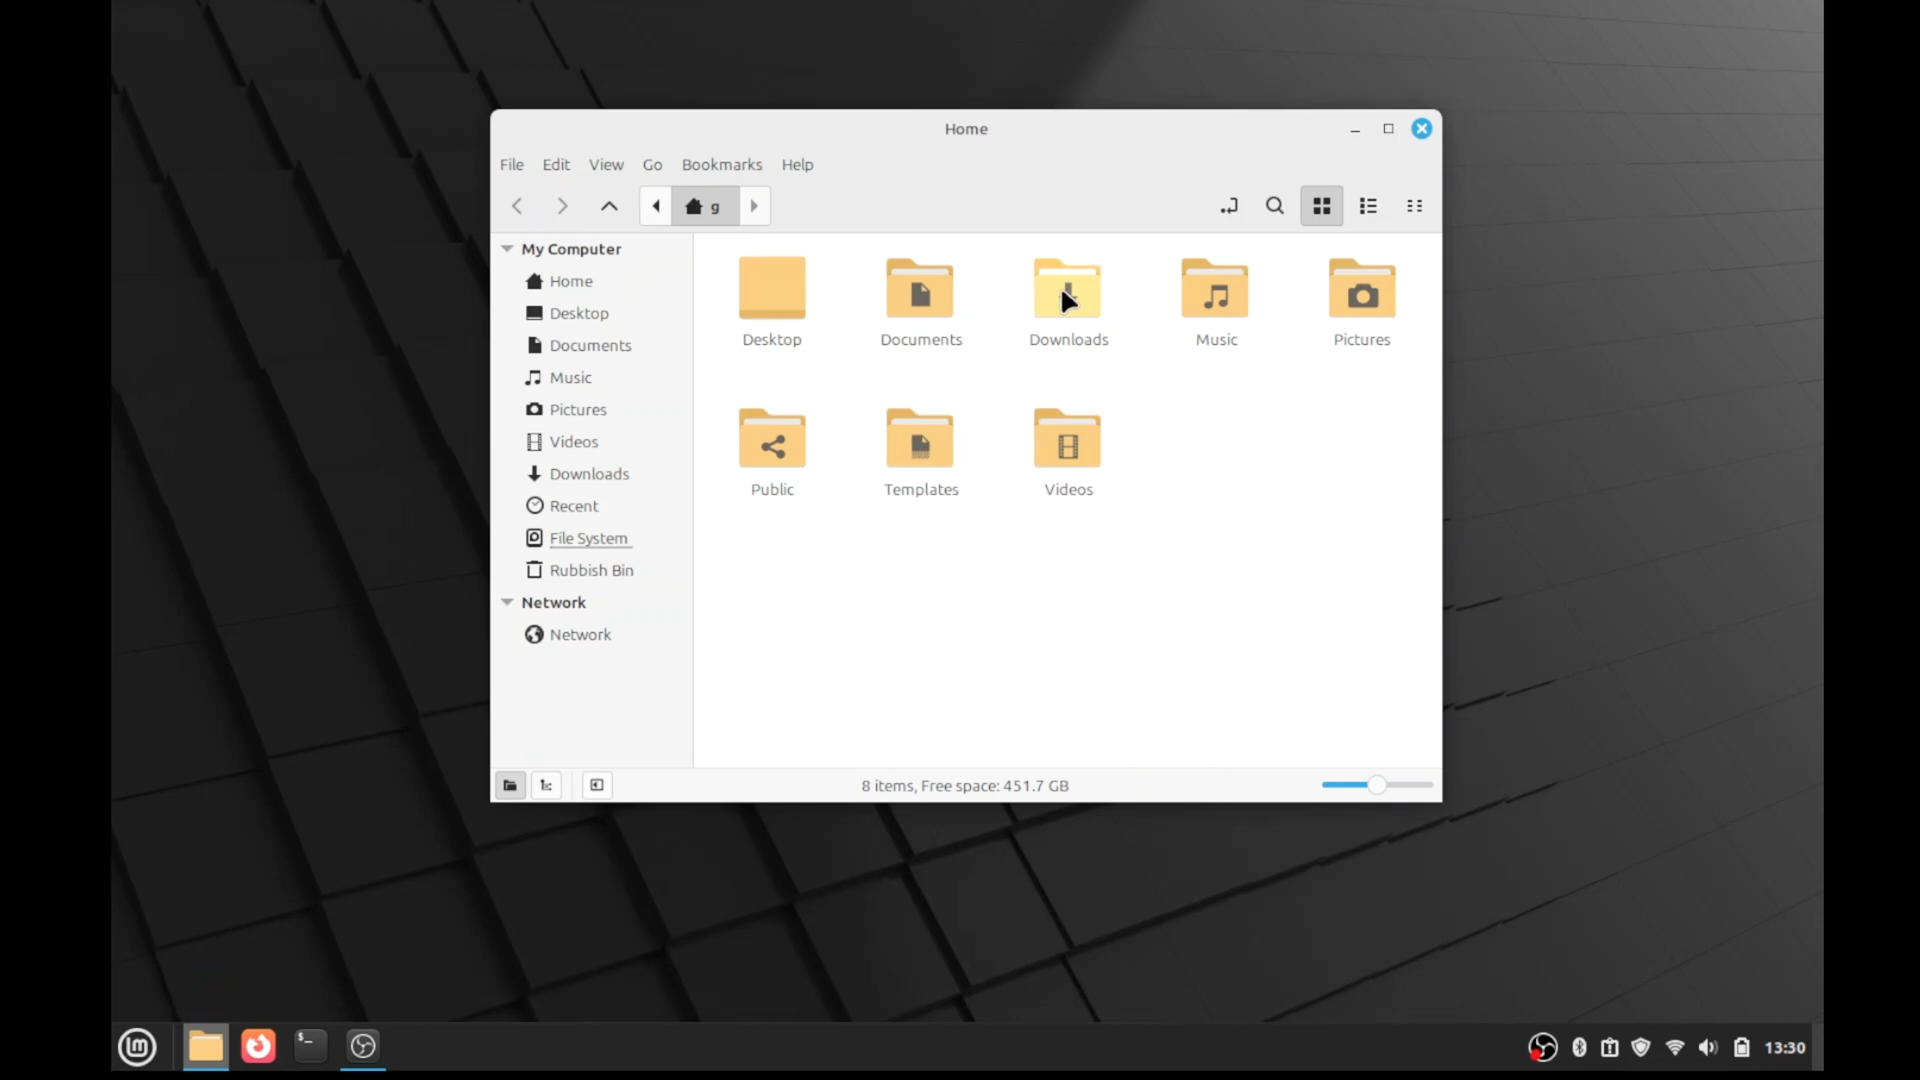 Home
File Edit View Go Bookmarks Help
g
My Computer
Home
Desktop
Documents
Music
Pictures
Videos
Downloads
Recent
File System
Rubbish Bin
Network
Network
Desktop Documents Downloads Music Pictures
Public Templates Videos
8 items, Free space: 451.7 GB
$_
13:30